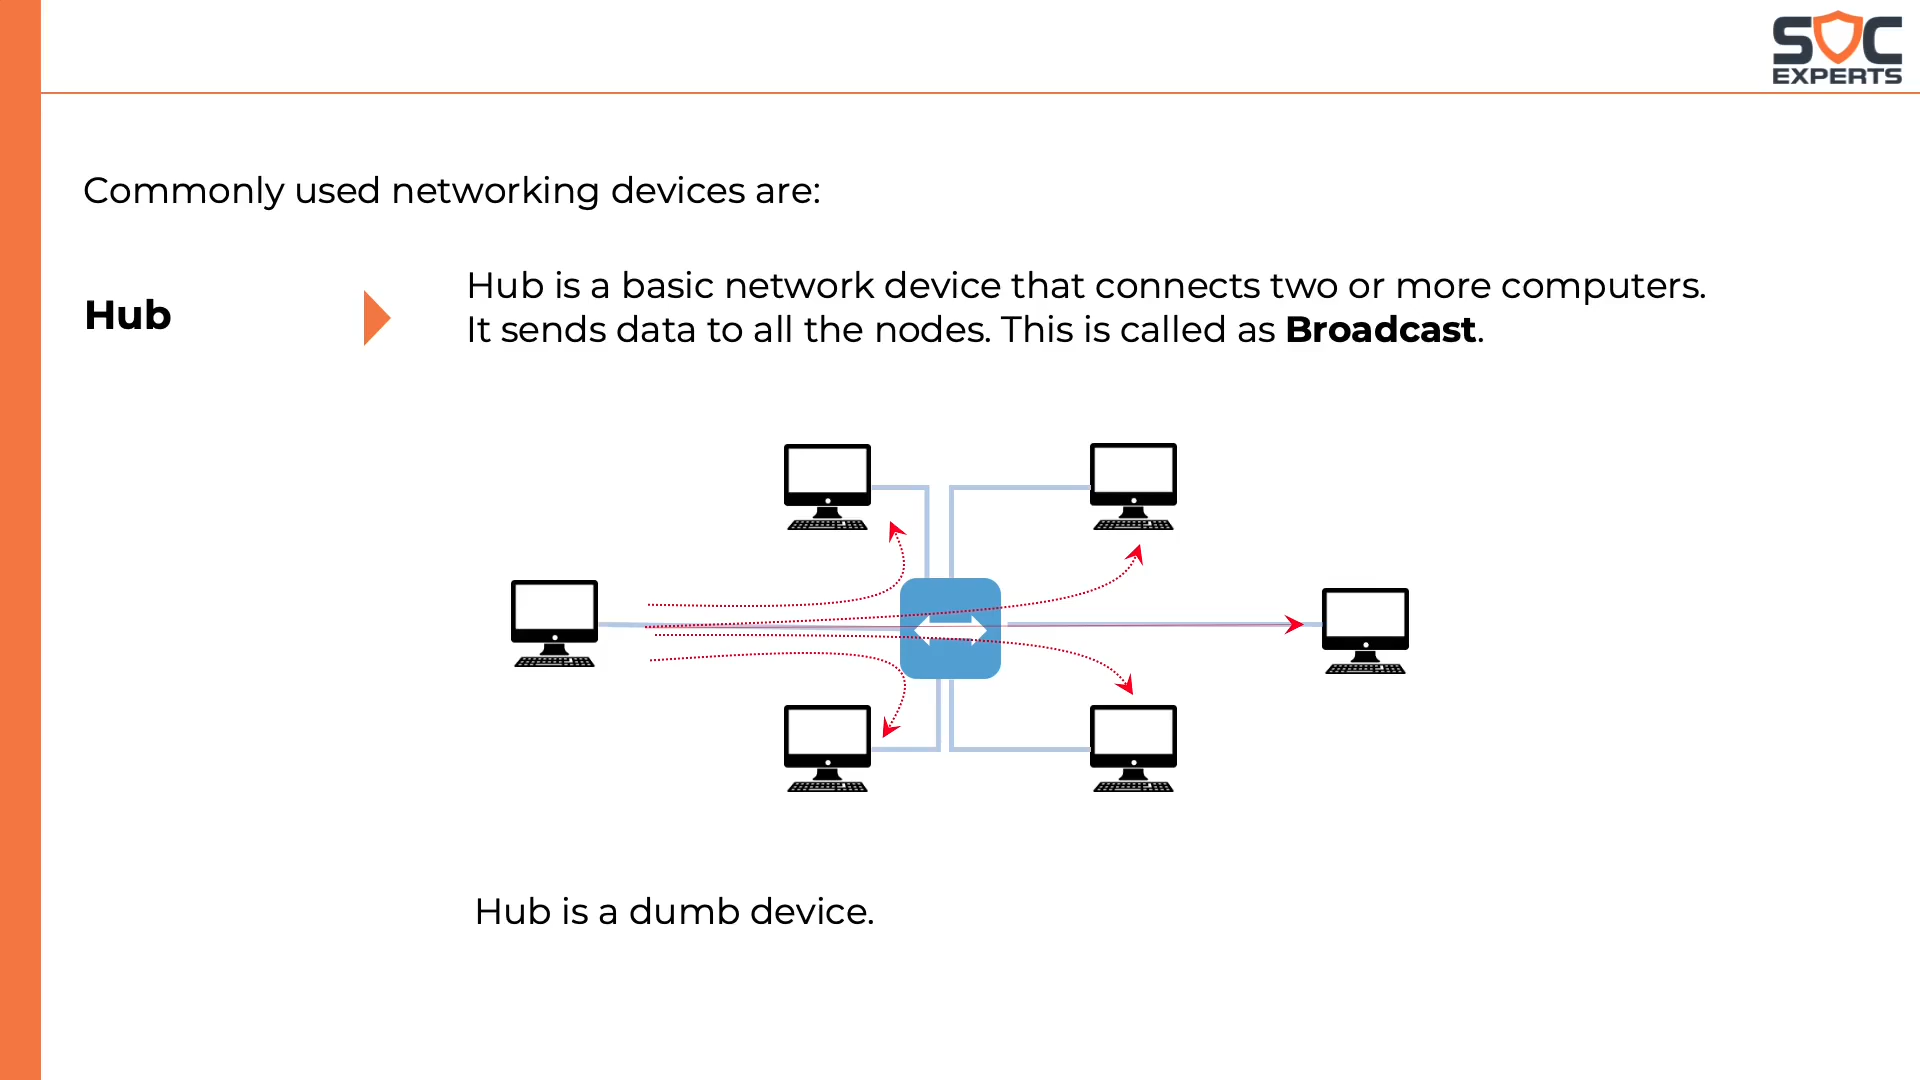 SOC
EXPERTS
Commonly used networking devices are:
Hub
Hub is a basic network device that connects two or more computers.
It sends data to all the nodes. This is called as Broadcast.
Hub is a dumb device.